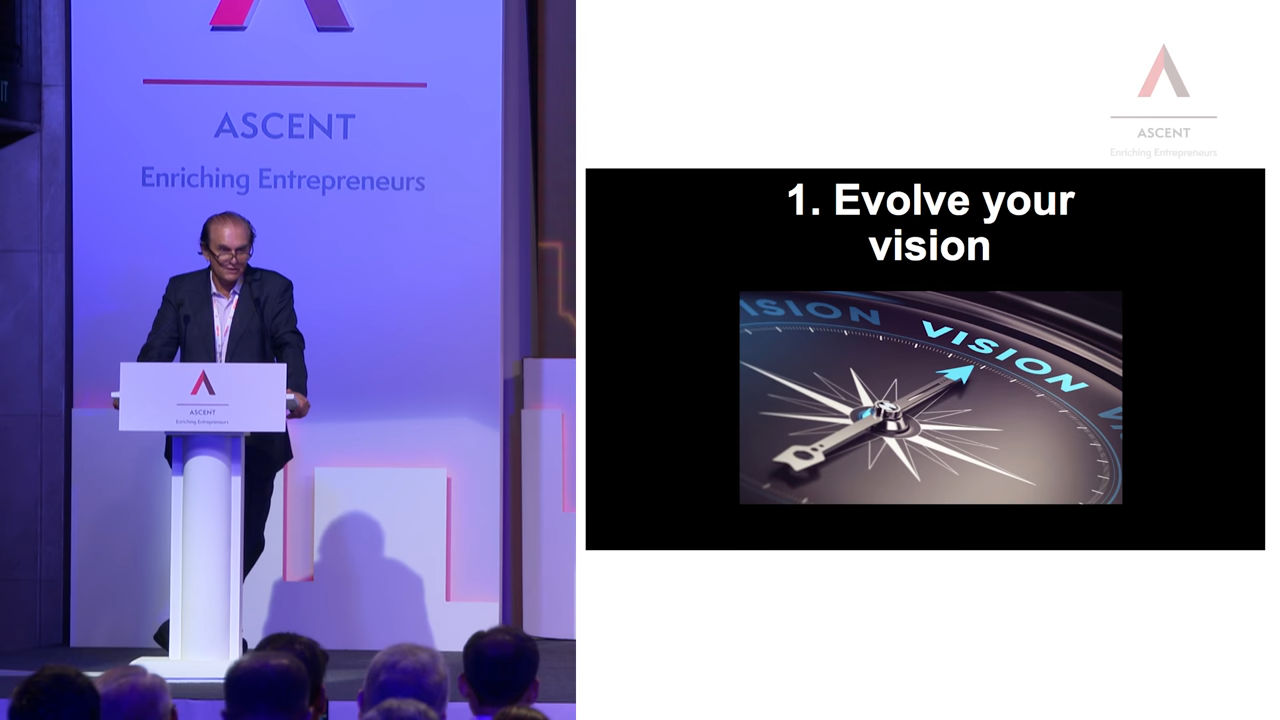 ASCENT
Enriching Entrepreneurs
ASCENT
Enriching Entrepreneurs
ASCENT
Enriching Entrepreneurs
1. Evolve your
vision
VISION
VISION